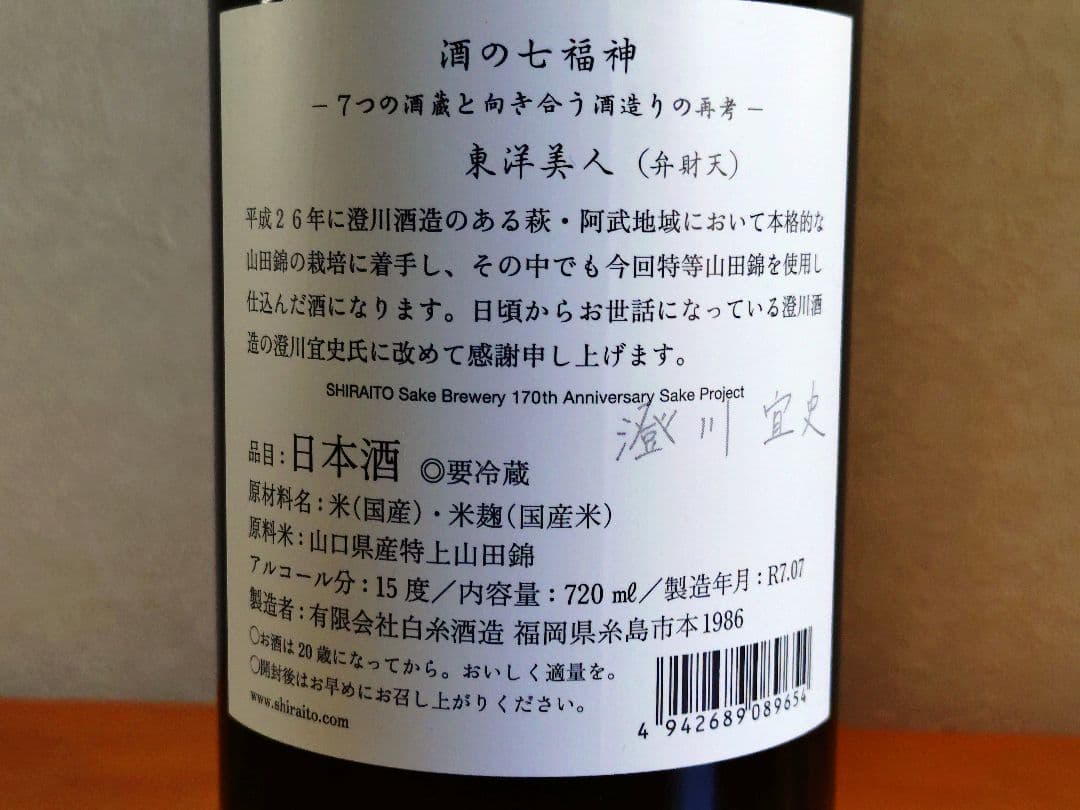 酒の七福神
－7つの酒蔵と向き合う酒造りの再考－
東洋美人（弁財天）
平成２６年に澄川酒造のある萩・阿武地域において本格的な
山田錦の栽培に着手し、その中でも今回特等山田錦を使用し
仕込んだ酒になります。日頃からお世話になっている澄川酒
造の澄川宜史氏に改めて感謝申し上げます。
SHIRAITO Sake Brewery 170th Anniversary Sake Project
澄川 宜史
品目：日本酒 ◎要冷蔵
原材料名：米（国産）・米麹（国産米）
原料米：山口県産特上山田錦
アルコール分：15度／内容量：720㎖／製造年月：R7.07
製造者：有限会社白糸酒造 福岡県糸島市本1986
○お酒は20歳になってから。おいしく適量を。
○開封後はお早めにお召し上がりください。
www.shiraito.com
4 942689 089654